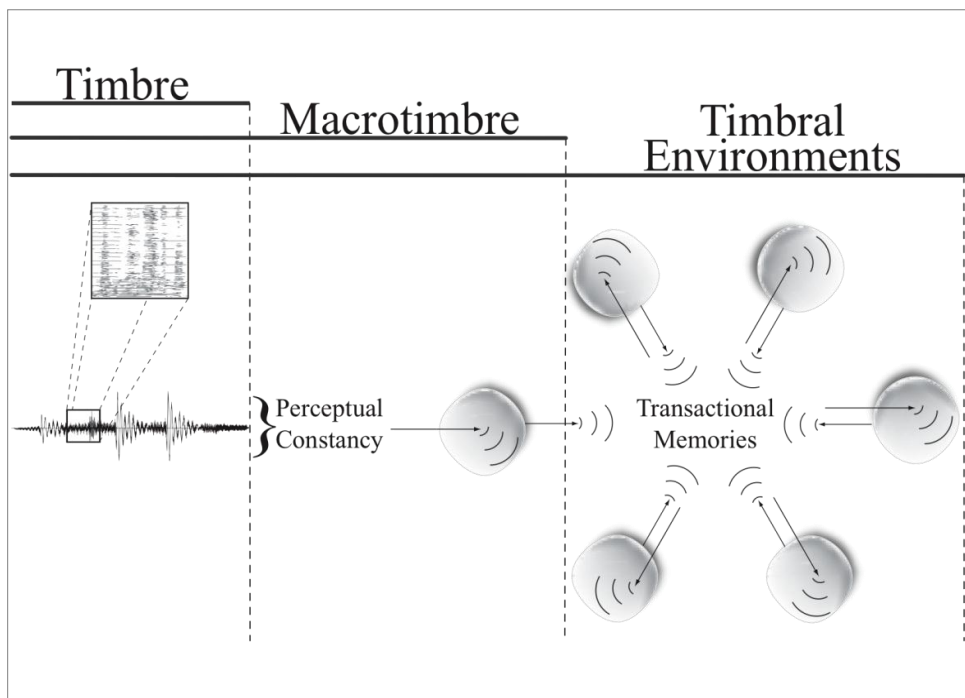 Timbre
Macrotimbre
Timbral
Environments
Perceptual
Constancy
Transactional
Memories